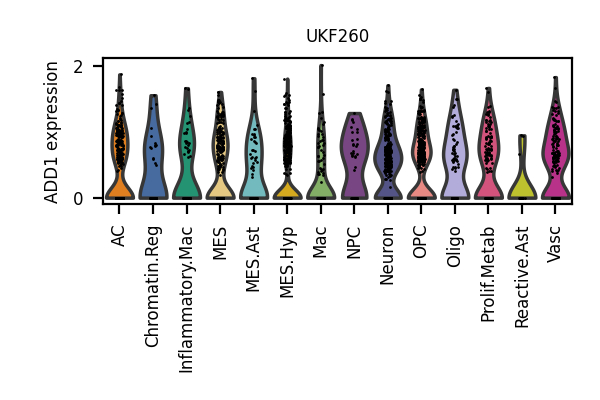 UKF260
ADD1 expression
2
0
AC
Chromatin.Reg
Inflammatory.Mac
MES
MES.Ast
MES.Hyp
Mac
NPC
Neuron
OPC
Oligo
Prolif.Metab
Reactive.Ast
Vasc